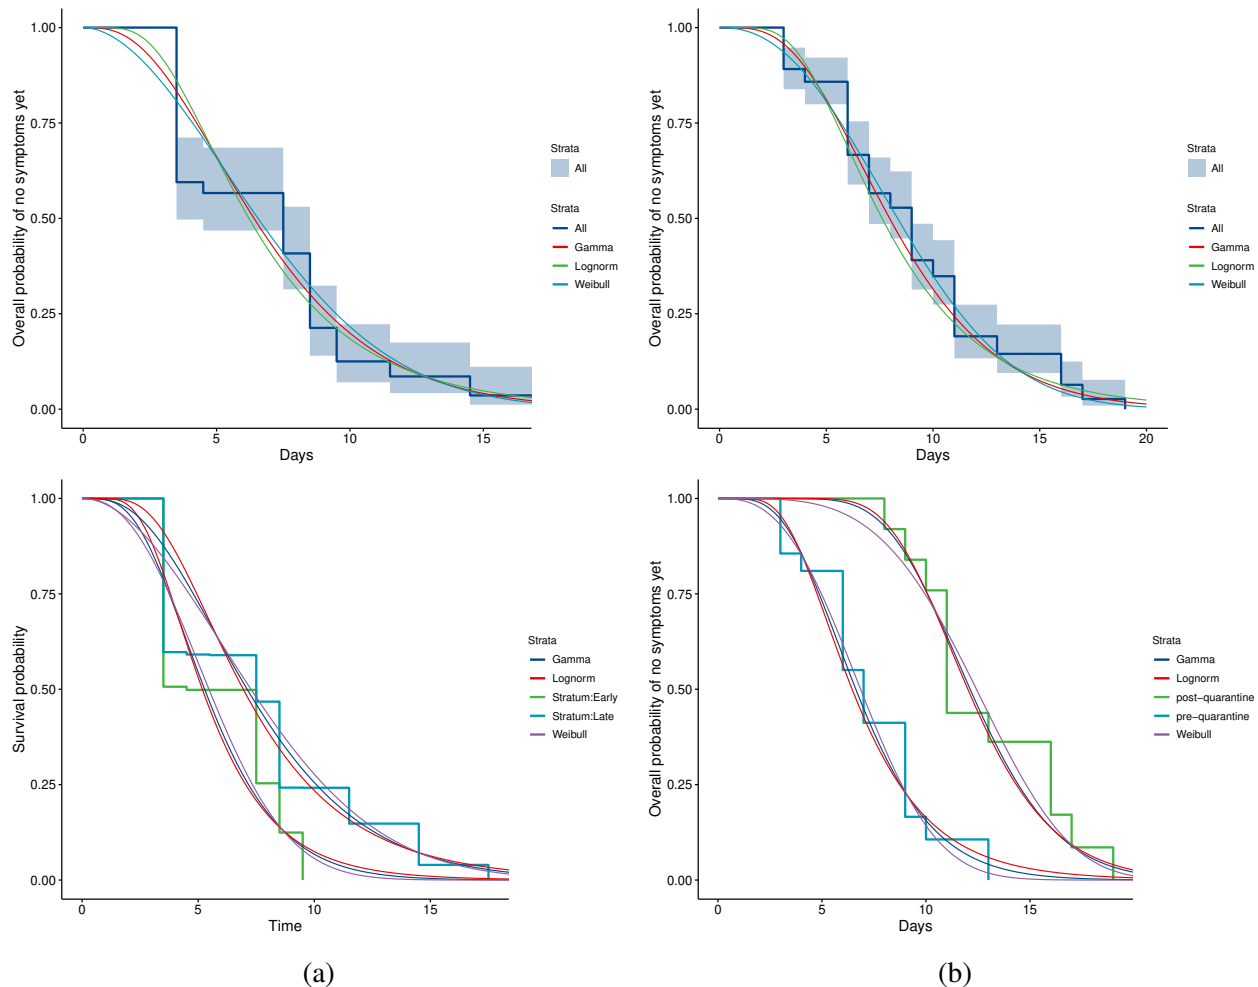 Overall probability of no symptoms yet
1.00
0.75
0.50
0.25
0.00
0
5
10
15
Days
Strata
All
Strata
All
Gamma
Lognorm
Weibull
Overall probability of no symptoms yet
1.00
0.75
0.50
0.25
0.00
0
5
10
15
20
Days
Strata
All
Strata
All
Gamma
Lognorm
Weibull
Survival probability
1.00
0.75
0.50
0.25
0.00
0
5
10
15
Time
Strata
Gamma
Lognorm
Stratum:Early
Stratum:Late
Weibull
Overall probability of no symptoms yet
1.00
0.75
0.50
0.25
0.00
0
5
10
15
Days
Strata
Gamma
Lognorm
post−quarantine
pre−quarantine
Weibull
(a)
(b)